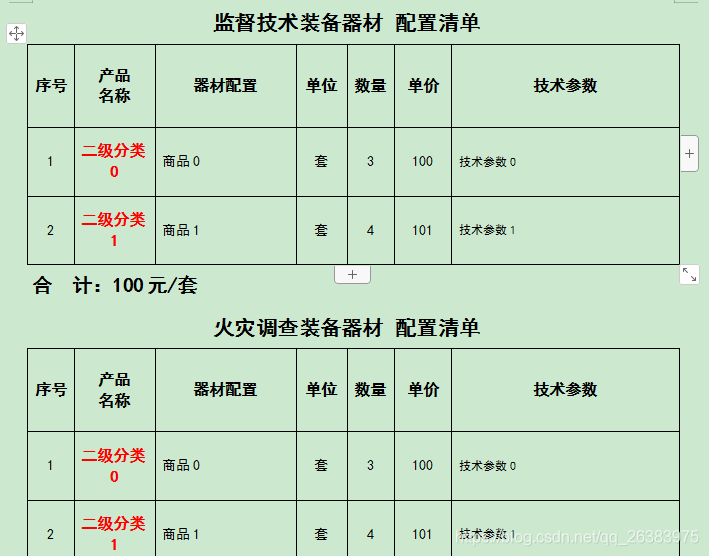 监督技术装备器材 配置清单
序号 产品名称 器材配置 单位 数量 单价 技术参数
1 二级分类0 商品0 套 3 100 技术参数0
2 二级分类1 商品1 套 4 101 技术参数1
合 计：100元/套
火灾调查装备器材 配置清单
序号 产品名称 器材配置 单位 数量 单价 技术参数
1 二级分类0 商品0 套 3 100 技术参数0
2 二级分类1 商品1 套 4 101 技术参数1
https://blog.csdn.net/qq_26383975